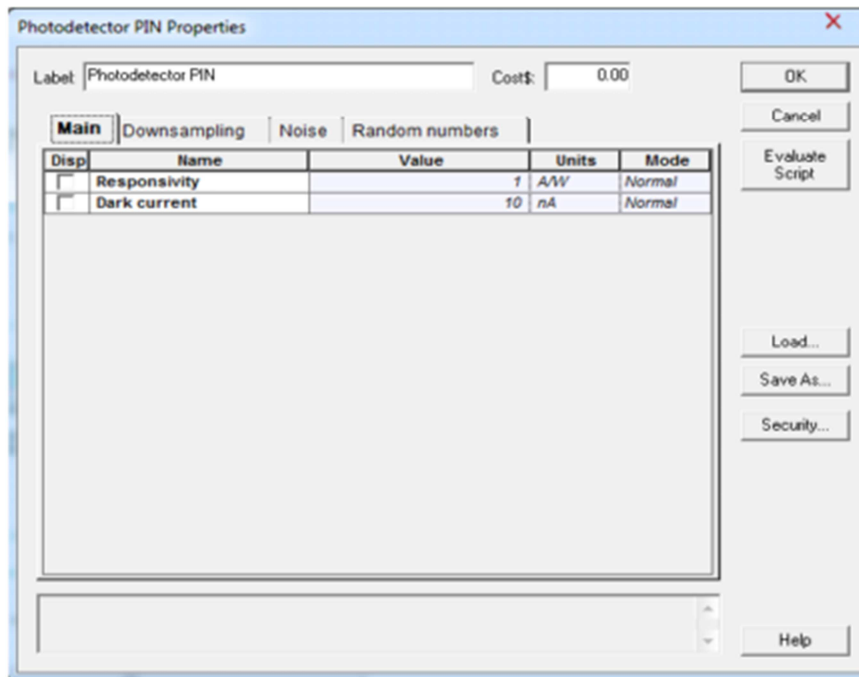 Photodetector PIN Properties
Label: Photodetector PIN Cost$: 0.00 OK
Cancel
Main Downsampling Noise Random numbers
Evaluate
Script
Disp Name Value Units Mode
Responsivity 1 A/W Normal
Dark current 10 nA Normal
Load...
Save As...
Security...
Help